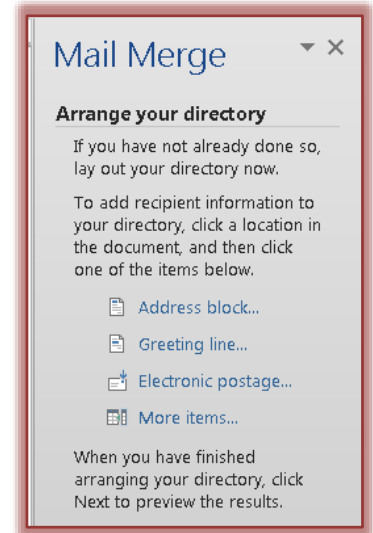 Mail Merge
Arrange your directory
If you have not already done so,
lay out your directory now.
To add recipient information to
your directory, click a location in
the document, and then click
one of the items below.
Address block...
Greeting line...
Electronic postage...
More items...
When you have finished
arranging your directory, click
Next to preview the results.